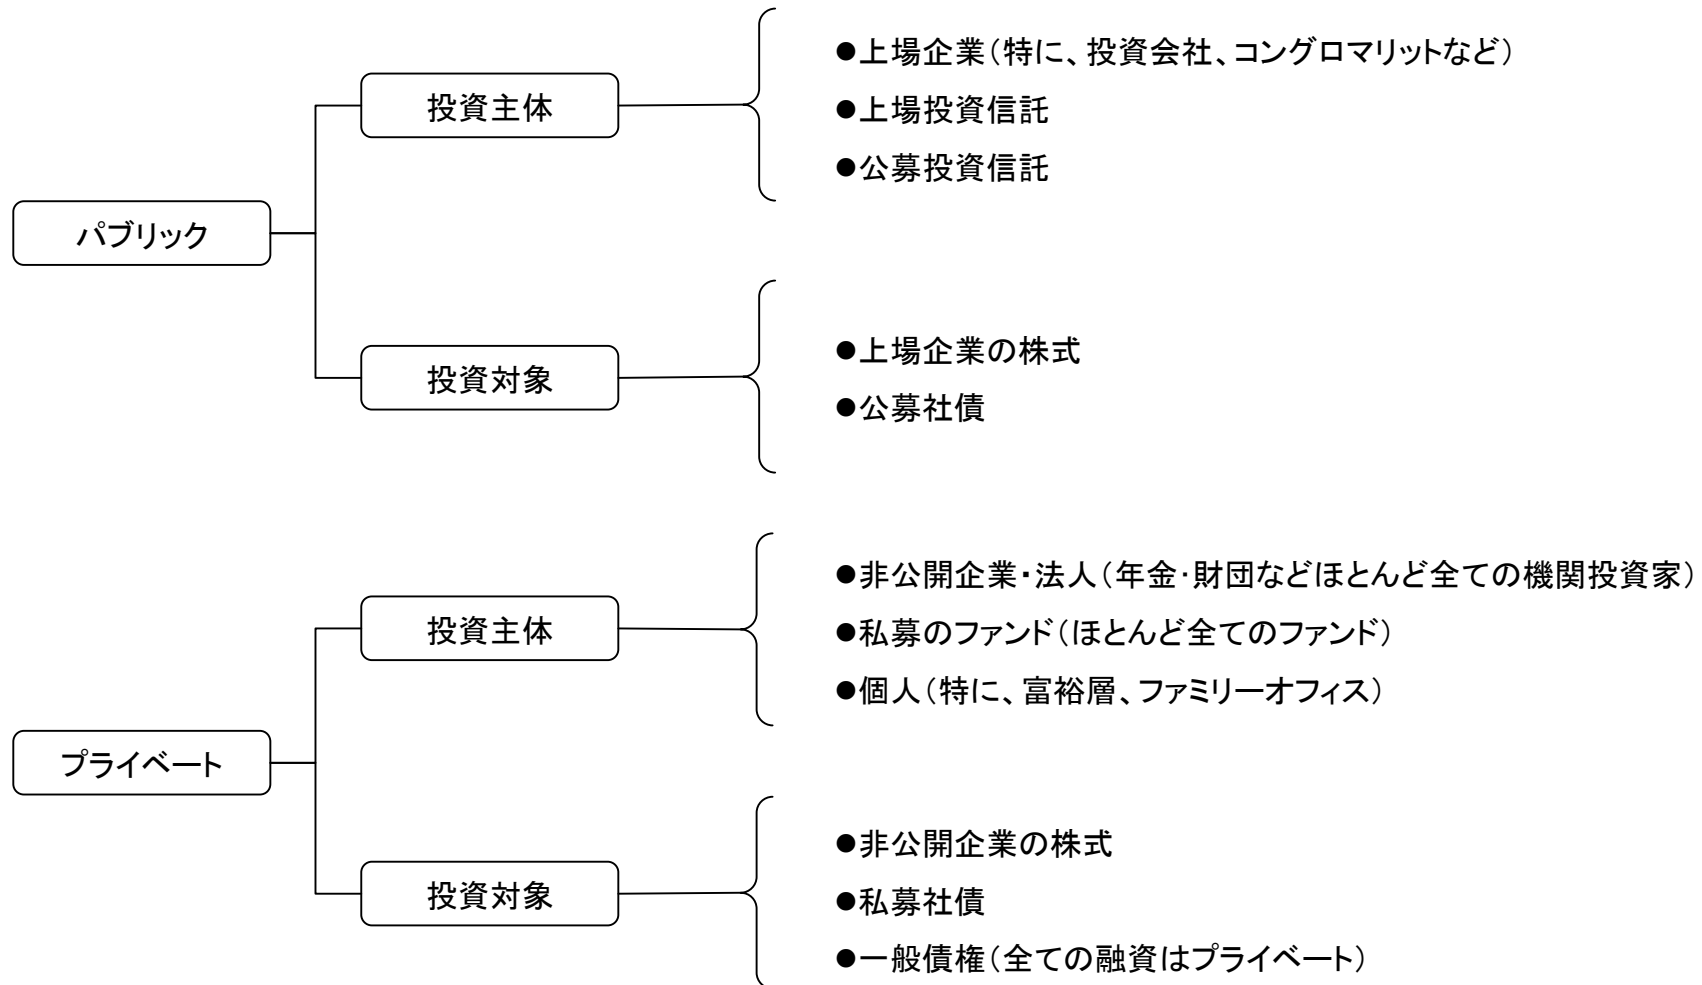 パブリック
投資主体
●上場企業(特に、投資会社、コングロマリットなど)
●上場投資信託
●公募投資信託
投資対象
●上場企業の株式
●公募社債
プライベート
投資主体
●非公開企業・法人(年金・財団などほとんど全ての機関投資家)
●私募のファンド(ほとんど全てのファンド)
●個人(特に、富裕層、ファミリーオフィス)
投資対象
●非公開企業の株式
●私募社債
●一般債権(全ての融資はプライベート)